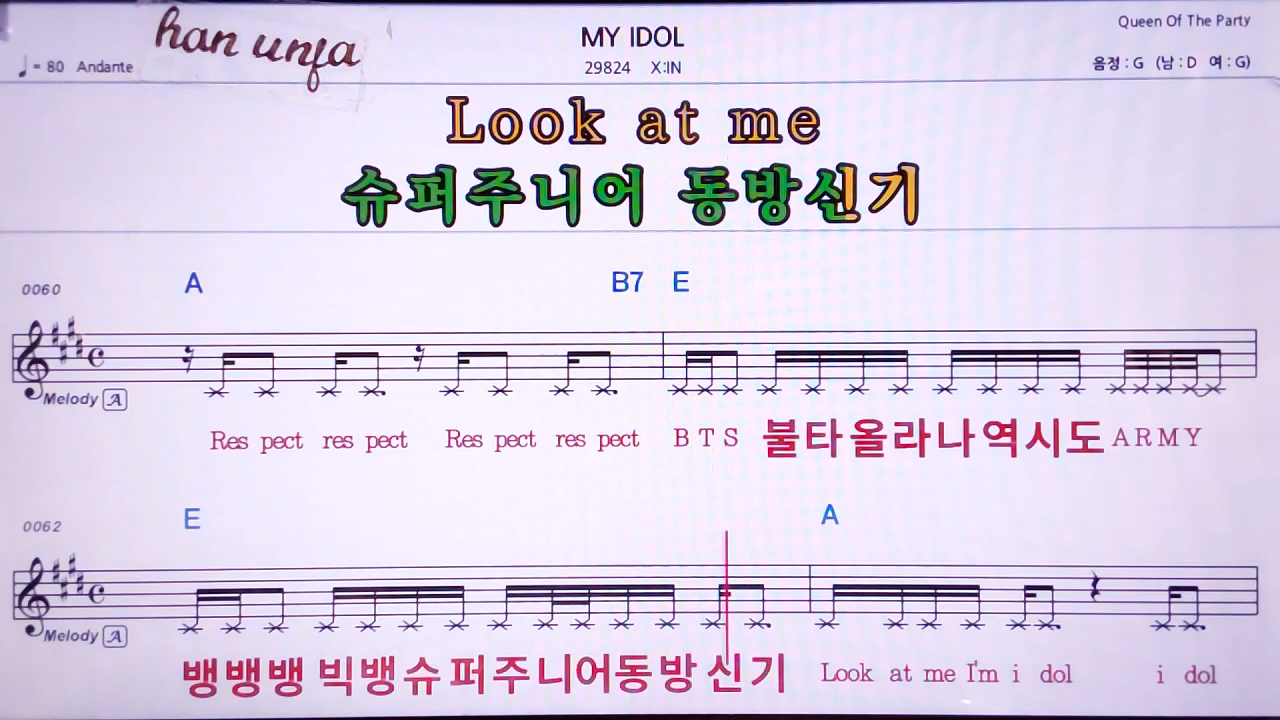 han unfa
MY IDOL
Queen Of The Party
= 80 Andante
29824 X:IN
음정 : G (남 : D 여 : G)
Look at me
슈퍼주니어 동방신기
0060
A B7 E
Melody A
Res pect res pect Res pect res pect B T S 불타올라나역시도 A R M Y
0062
E A
Melody A
뱅뱅뱅 빅뱅슈퍼주니어동방신기 Look at me I'm i dol i dol